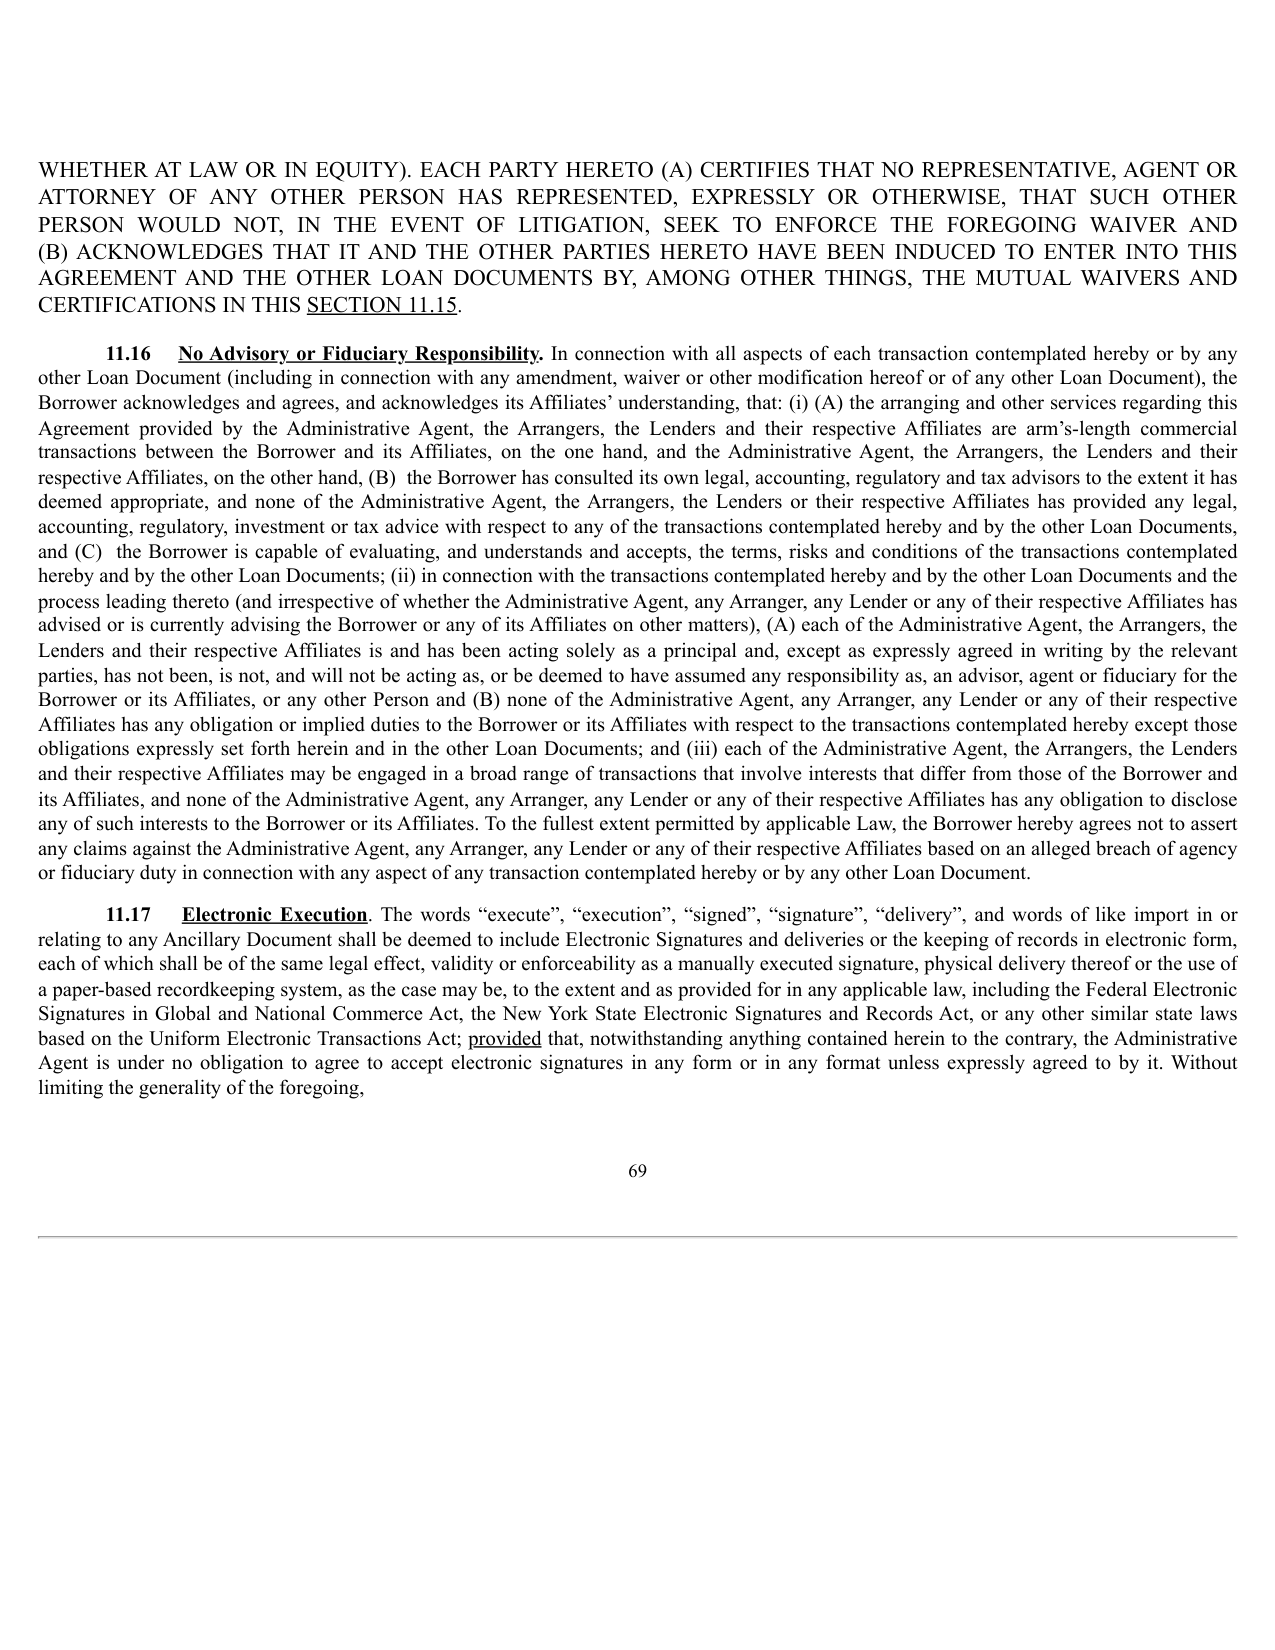 WHETHER AT LAW OR IN EQUITY). EACH PARTY HERETO (A) CERTIFIES THAT NO REPRESENTATIVE, AGENT OR
ATTORNEY OF ANY OTHER PERSON HAS REPRESENTED, EXPRESSLY OR OTHERWISE, THAT SUCH OTHER
PERSON WOULD NOT, IN THE EVENT OF LITIGATION, SEEK TO ENFORCE THE FOREGOING WAIVER AND
(B) ACKNOWLEDGES THAT IT AND THE OTHER PARTIES HERETO HAVE BEEN INDUCED TO ENTER INTO THIS
AGREEMENT AND THE OTHER LOAN DOCUMENTS BY, AMONG OTHER THINGS, THE MUTUAL WAIVERS AND
CERTIFICATIONS IN THIS SECTION 11.15.
11.16 No Advisory or Fiduciary Responsibility. In connection with all aspects of each transaction contemplated hereby or by any
other Loan Document (including in connection with any amendment, waiver or other modification hereof or of any other Loan Document), the
Borrower acknowledges and agrees, and acknowledges its Affiliates’ understanding, that: (i) (A) the arranging and other services regarding this
Agreement provided by the Administrative Agent, the Arrangers, the Lenders and their respective Affiliates are arm’s-length commercial
transactions between the Borrower and its Affiliates, on the one hand, and the Administrative Agent, the Arrangers, the Lenders and their
respective Affiliates, on the other hand, (B) the Borrower has consulted its own legal, accounting, regulatory and tax advisors to the extent it has
deemed appropriate, and none of the Administrative Agent, the Arrangers, the Lenders or their respective Affiliates has provided any legal,
accounting, regulatory, investment or tax advice with respect to any of the transactions contemplated hereby and by the other Loan Documents,
and (C) the Borrower is capable of evaluating, and understands and accepts, the terms, risks and conditions of the transactions contemplated
hereby and by the other Loan Documents; (ii) in connection with the transactions contemplated hereby and by the other Loan Documents and the
process leading thereto (and irrespective of whether the Administrative Agent, any Arranger, any Lender or any of their respective Affiliates has
advised or is currently advising the Borrower or any of its Affiliates on other matters), (A) each of the Administrative Agent, the Arrangers, the
Lenders and their respective Affiliates is and has been acting solely as a principal and, except as expressly agreed in writing by the relevant
parties, has not been, is not, and will not be acting as, or be deemed to have assumed any responsibility as, an advisor, agent or fiduciary for the
Borrower or its Affiliates, or any other Person and (B) none of the Administrative Agent, any Arranger, any Lender or any of their respective
Affiliates has any obligation or implied duties to the Borrower or its Affiliates with respect to the transactions contemplated hereby except those
obligations expressly set forth herein and in the other Loan Documents; and (iii) each of the Administrative Agent, the Arrangers, the Lenders
and their respective Affiliates may be engaged in a broad range of transactions that involve interests that differ from those of the Borrower and
its Affiliates, and none of the Administrative Agent, any Arranger, any Lender or any of their respective Affiliates has any obligation to disclose
any of such interests to the Borrower or its Affiliates. To the fullest extent permitted by applicable Law, the Borrower hereby agrees not to assert
any claims against the Administrative Agent, any Arranger, any Lender or any of their respective Affiliates based on an alleged breach of agency
or fiduciary duty in connection with any aspect of any transaction contemplated hereby or by any other Loan Document.
11.17 Electronic Execution. The words “execute”, “execution”, “signed”, “signature”, “delivery”, and words of like import in or
relating to any Ancillary Document shall be deemed to include Electronic Signatures and deliveries or the keeping of records in electronic form,
each of which shall be of the same legal effect, validity or enforceability as a manually executed signature, physical delivery thereof or the use of
a paper-based recordkeeping system, as the case may be, to the extent and as provided for in any applicable law, including the Federal Electronic
Signatures in Global and National Commerce Act, the New York State Electronic Signatures and Records Act, or any other similar state laws
based on the Uniform Electronic Transactions Act; provided that, notwithstanding anything contained herein to the contrary, the Administrative
Agent is under no obligation to agree to accept electronic signatures in any form or in any format unless expressly agreed to by it. Without
limiting the generality of the foregoing,
69